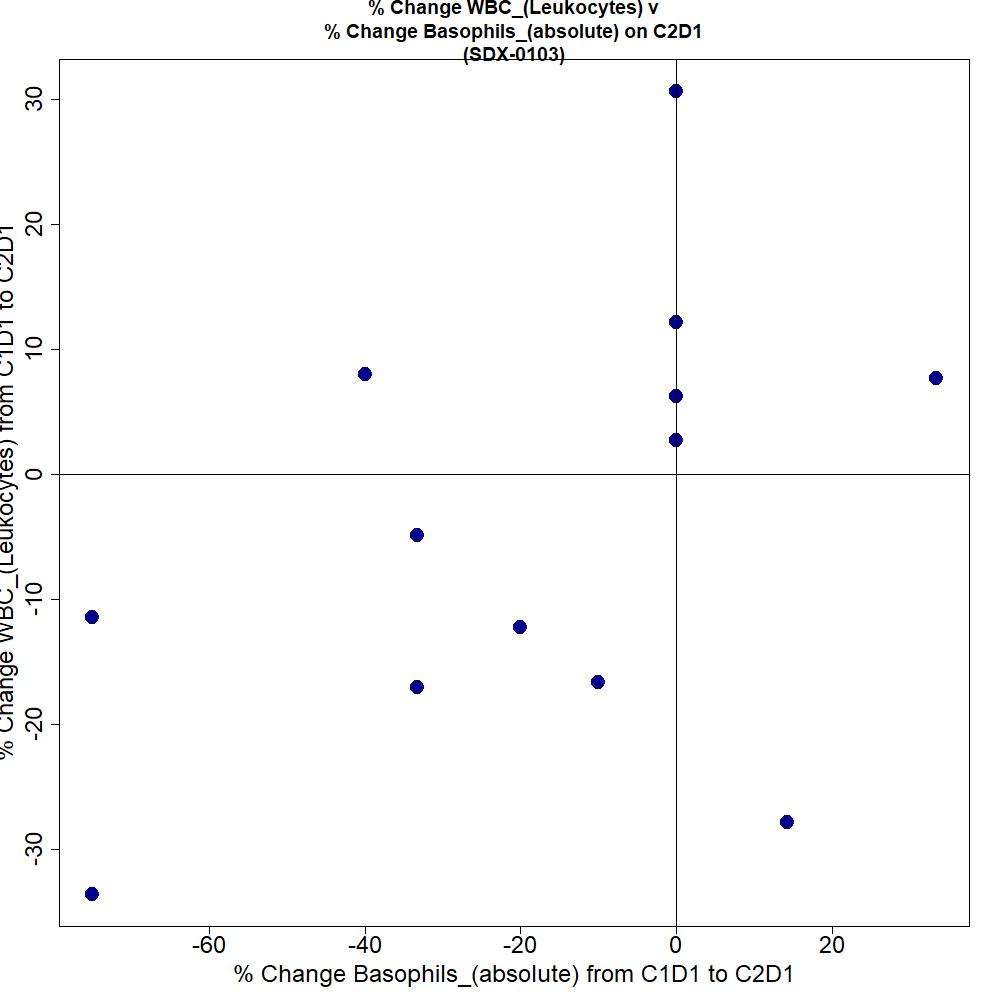 % Change WBC_(Leukocytes) v
% Change Basophils_(absolute) on C2D1
(SDX-0103)
% Change WBC_(Leukocytes) from C1D1 to C2D1
30
20
10
0
-10
-20
-30
-60
-40
-20
0
20
% Change Basophils_(absolute) from C1D1 to C2D1